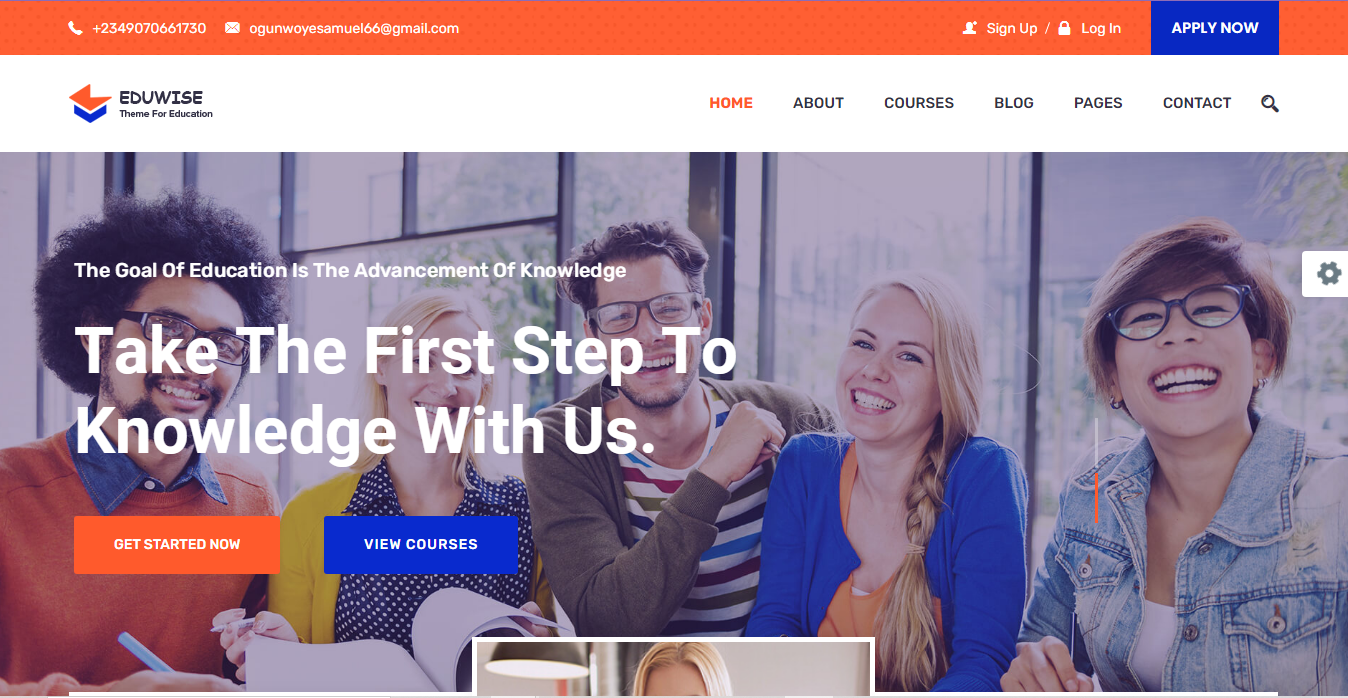 +2349070661730 ogunwoyesamuel66@gmail.com Sign Up / Log In APPLY NOW
EDUWISE
Theme For Education
HOME ABOUT COURSES BLOG PAGES CONTACT
The Goal Of Education Is The Advancement Of Knowledge
Take The First Step To
Knowledge With Us.
GET STARTED NOW VIEW COURSES